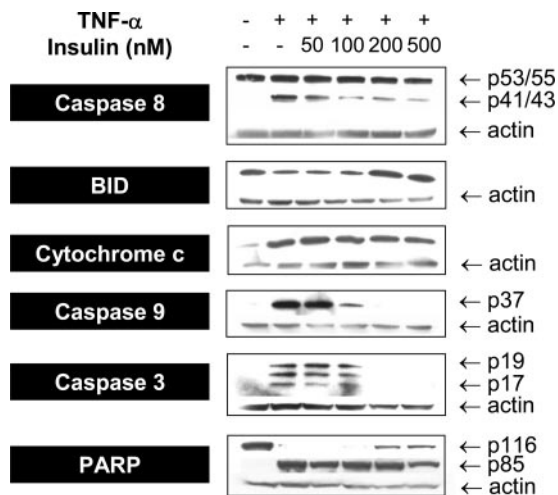 TNF-α - + + + + +
Insulin (nM) - - 50 100 200 500
Caspase 8
← p53/55
← p41/43
← actin
BID
← actin
Cytochrome c
← actin
Caspase 9
← p37
← actin
Caspase 3
← p19
← p17
← actin
PARP
← p116
← p85
← actin